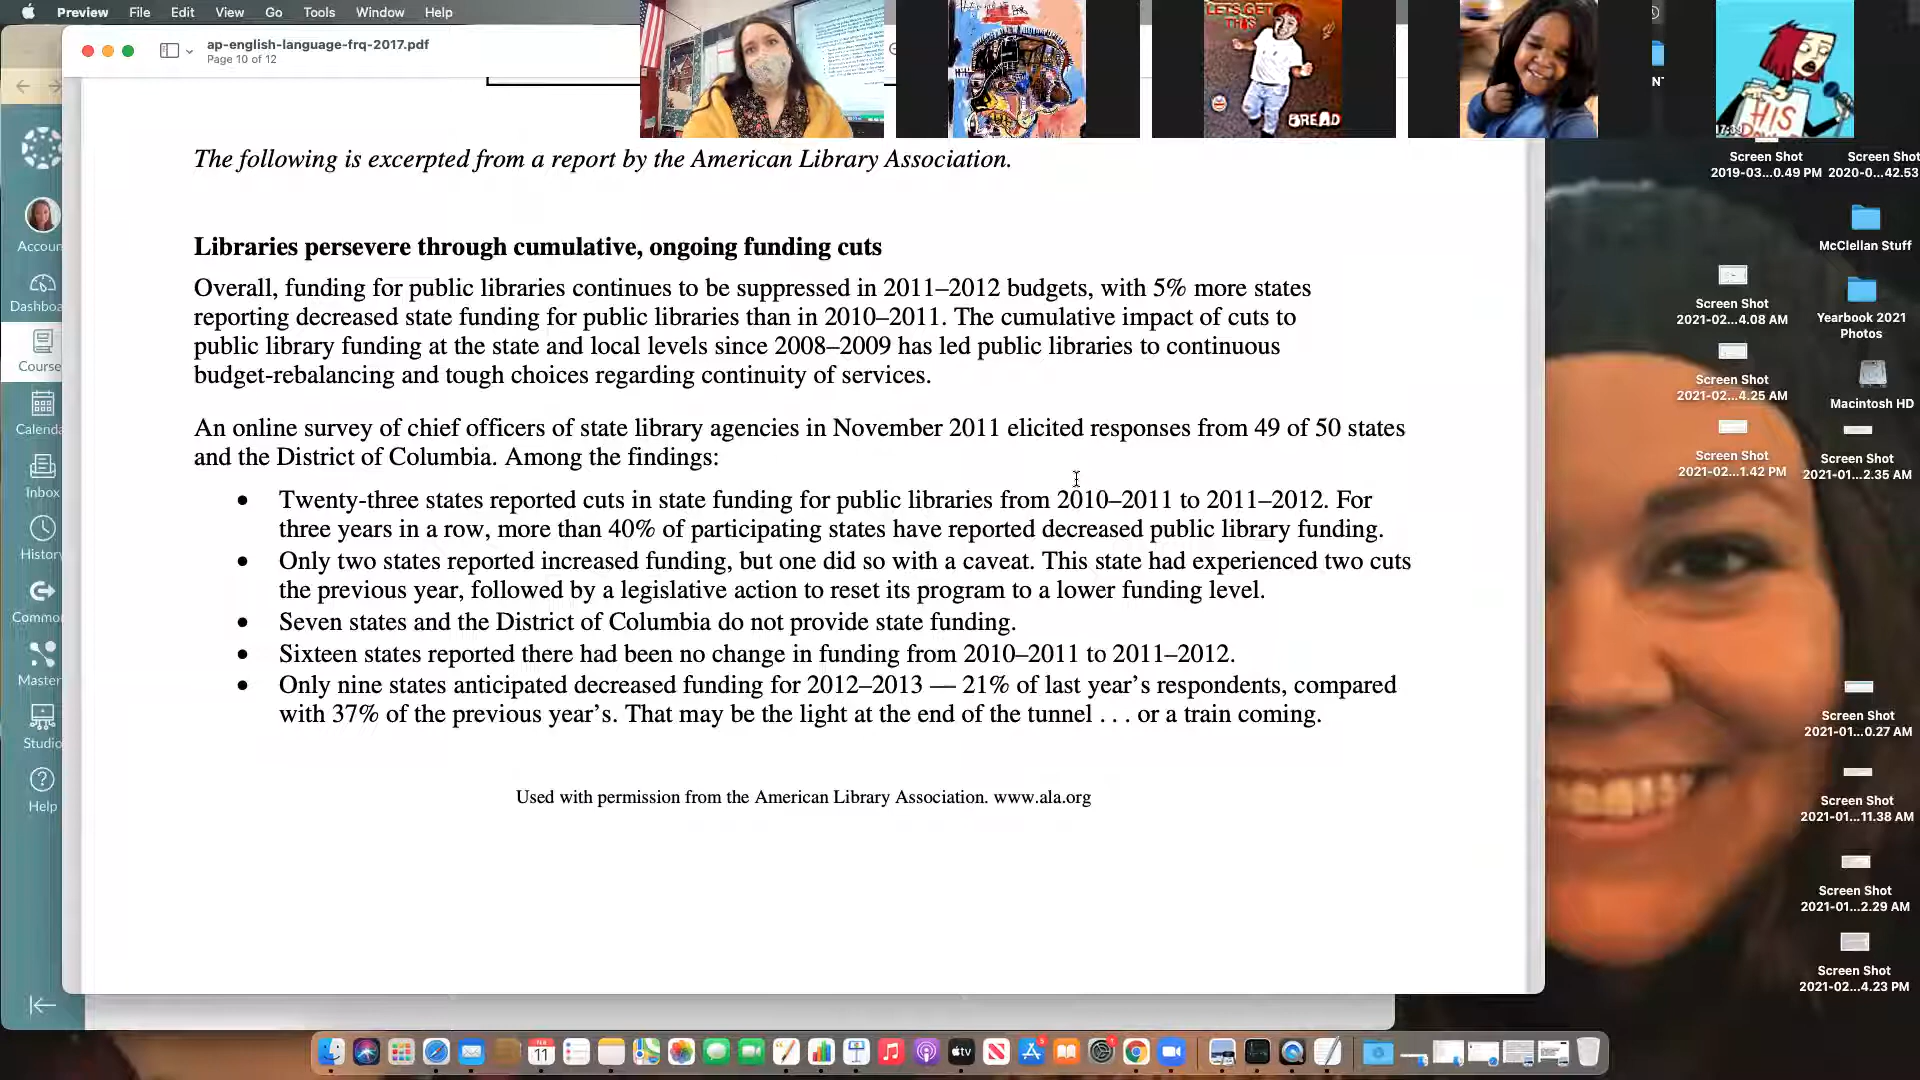 Preview File Edit View Go Tools Window Help
ap-english-language-frq-2017.pdf
Page 10 of 12
LETS GET
THIS
BREAD
HIS
17:39
The following is excerpted from a report by the American Library Association.
Libraries persevere through cumulative, ongoing funding cuts
Overall, funding for public libraries continues to be suppressed in 2011–2012 budgets, with 5% more states
reporting decreased state funding for public libraries than in 2010–2011. The cumulative impact of cuts to
public library funding at the state and local levels since 2008–2009 has led public libraries to continuous
budget-rebalancing and tough choices regarding continuity of services.
An online survey of chief officers of state library agencies in November 2011 elicited responses from 49 of 50 states
and the District of Columbia. Among the findings:
• Twenty-three states reported cuts in state funding for public libraries from 2010–2011 to 2011–2012. For
three years in a row, more than 40% of participating states have reported decreased public library funding.
• Only two states reported increased funding, but one did so with a caveat. This state had experienced two cuts
the previous year, followed by a legislative action to reset its program to a lower funding level.
• Seven states and the District of Columbia do not provide state funding.
• Sixteen states reported there had been no change in funding from 2010–2011 to 2011–2012.
• Only nine states anticipated decreased funding for 2012–2013 — 21% of last year’s respondents, compared
with 37% of the previous year’s. That may be the light at the end of the tunnel . . . or a train coming.
Used with permission from the American Library Association. www.ala.org
Accoun
Dashboa
Course
Calenda
Inbox
History
Commo
Master
Studio
Help
Screen Shot
2019-03...0.49 PM
Screen Shot
2020-0...42.53
McClellan Stuff
Screen Shot
2021-02...4.08 AM
Yearbook 2021
Photos
Screen Shot
2021-02...4.25 AM
Macintosh HD
Screen Shot
2021-02...1.42 PM
Screen Shot
2021-01...2.35 AM
Screen Shot
2021-01...0.27 AM
Screen Shot
2021-01...11.38 AM
Screen Shot
2021-01...2.29 AM
Screen Shot
2021-02...4.23 PM
11
tv